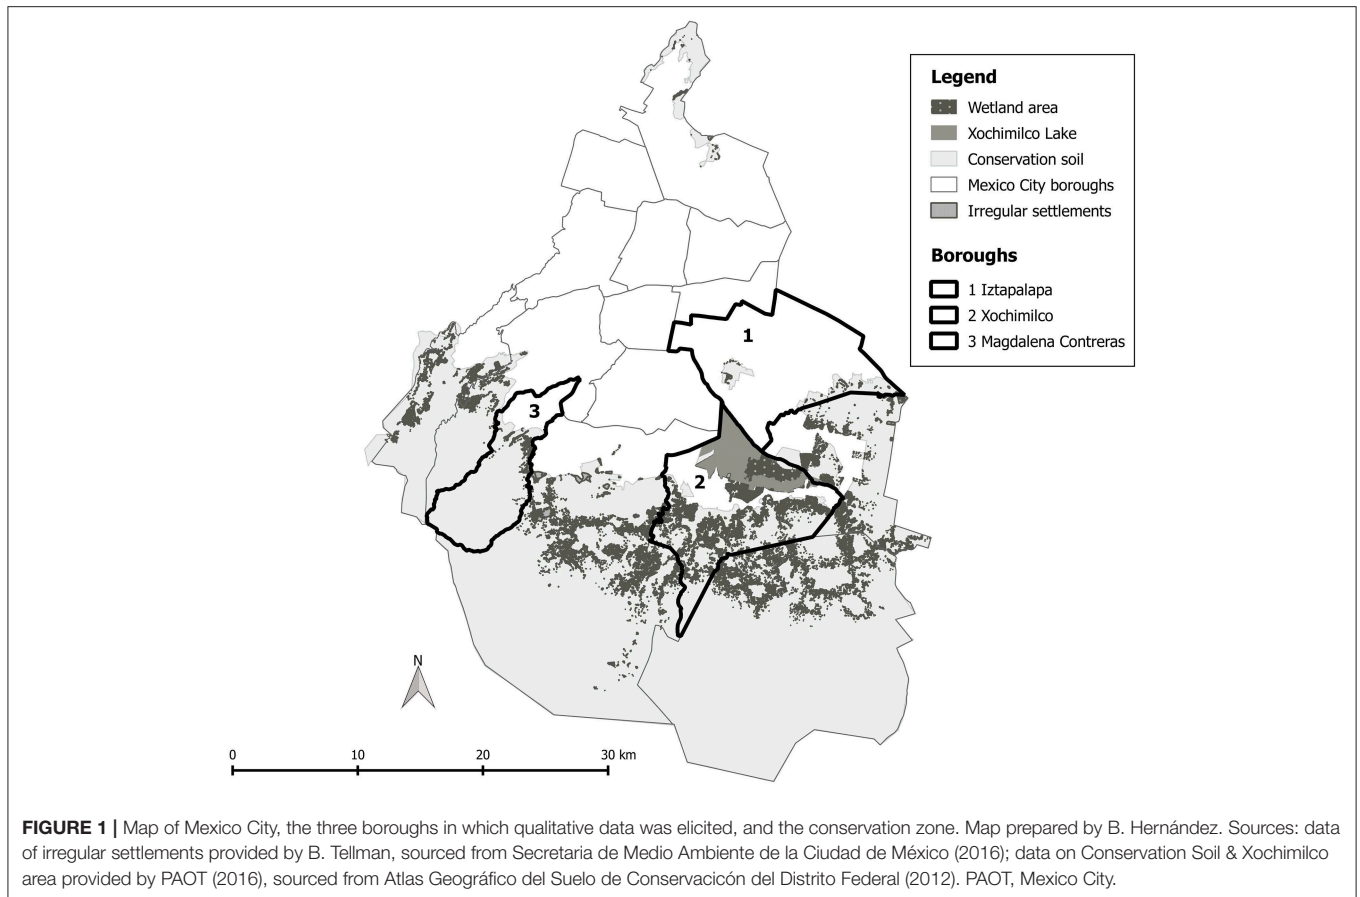 Legend
Wetland area
Xochimilco Lake
Conservation soil
Mexico City boroughs
Irregular settlements
Boroughs
1 Iztapalapa
2 Xochimilco
3 Magdalena Contreras
1
3
2
N
0 10 20 30 km
FIGURE 1 | Map of Mexico City, the three boroughs in which qualitative data was elicited, and the conservation zone. Map prepared by B. Hernández. Sources: data
of irregular settlements provided by B. Tellman, sourced from Secretaria de Medio Ambiente de la Ciudad de México (2016); data on Conservation Soil & Xochimilco
area provided by PAOT (2016), sourced from Atlas Geográfico del Suelo de Conservacicón del Distrito Federal (2012). PAOT, Mexico City.